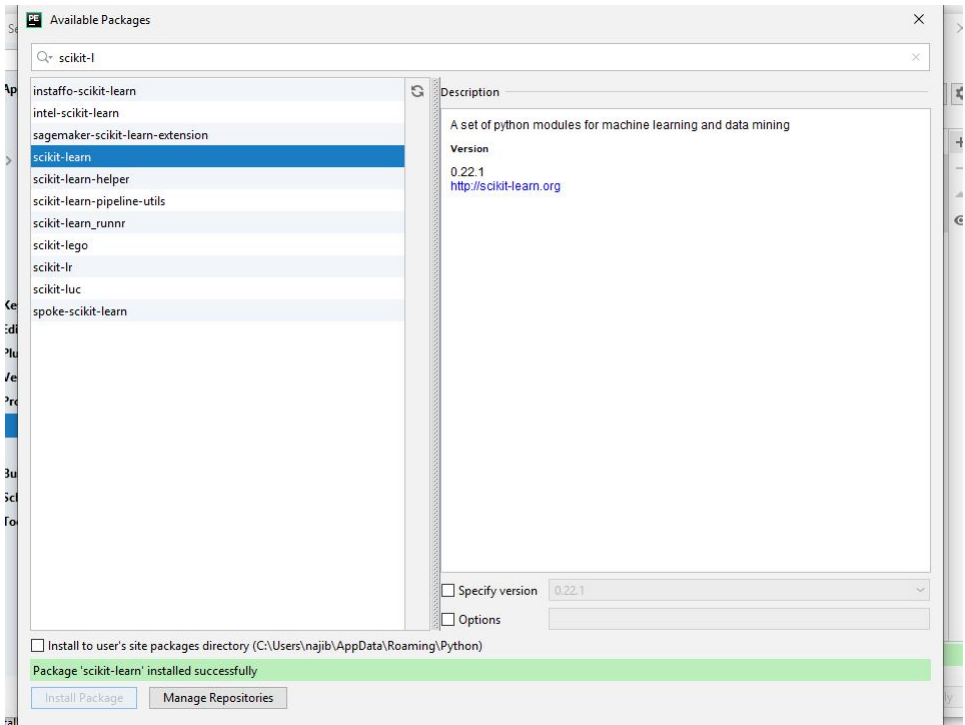 PE Available Packages
scikit-l
instaffo-scikit-learn
intel-scikit-learn
sagemaker-scikit-learn-extension
scikit-learn
scikit-learn-helper
scikit-learn-pipeline-utils
scikit-learn_runnr
scikit-lego
scikit-lr
scikit-luc
spoke-scikit-learn
Description
A set of python modules for machine learning and data mining
Version
0.22.1
http://scikit-learn.org
Specify version 0.22.1
Options
Install to user's site packages directory (C:\Users\najib\AppData\Roaming\Python)
Package 'scikit-learn' installed successfully
Install Package Manage Repositories